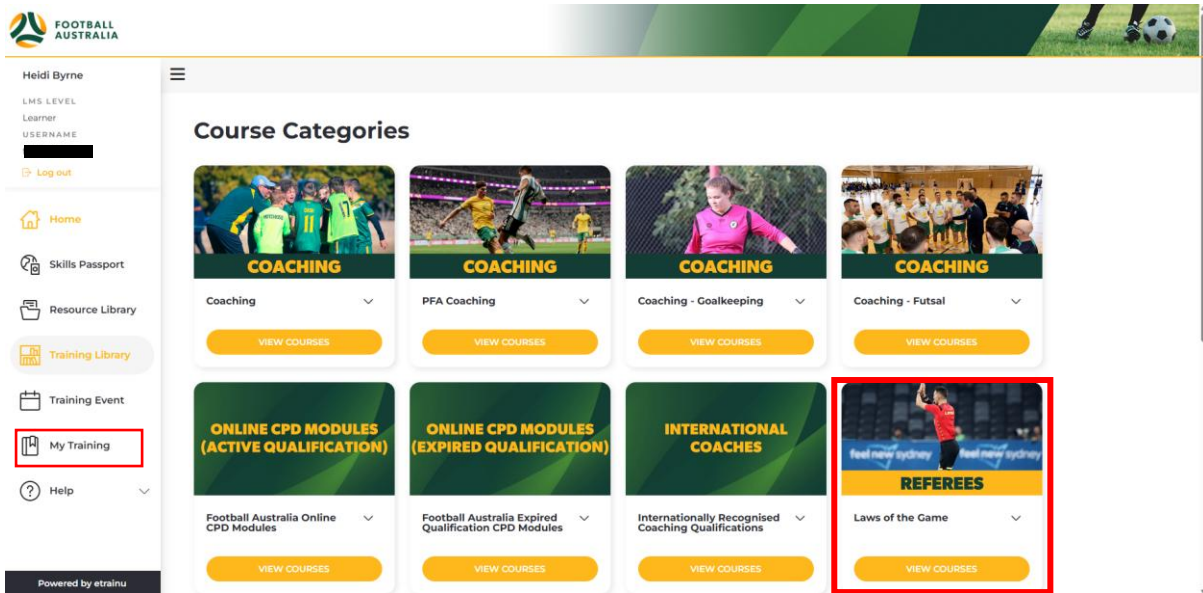 FOOTBALL
AUSTRALIA
Heidi Byrne
LMS LEVEL
Learner
USERNAME
Log out
Home
Skills Passport
Resource Library
Training Library
Training Event
My Training
Help
Powered by etrainu
Course Categories
COACHING
COACHING
COACHING
COACHING
Coaching
PFA Coaching
Coaching - Goalkeeping
Coaching - Futsal
VIEW COURSES
VIEW COURSES
VIEW COURSES
VIEW COURSES
ONLINE CPD MODULES
(ACTIVE QUALIFICATION)
ONLINE CPD MODULES
(EXPIRED QUALIFICATION)
INTERNATIONAL
COACHES
feel new sydney
feel new sydney
REFEREES
Football Australia Online
CPD Modules
Football Australia Expired
Qualification CPD Modules
Internationally Recognised
Coaching Qualifications
Laws of the Game
VIEW COURSES
VIEW COURSES
VIEW COURSES
VIEW COURSES